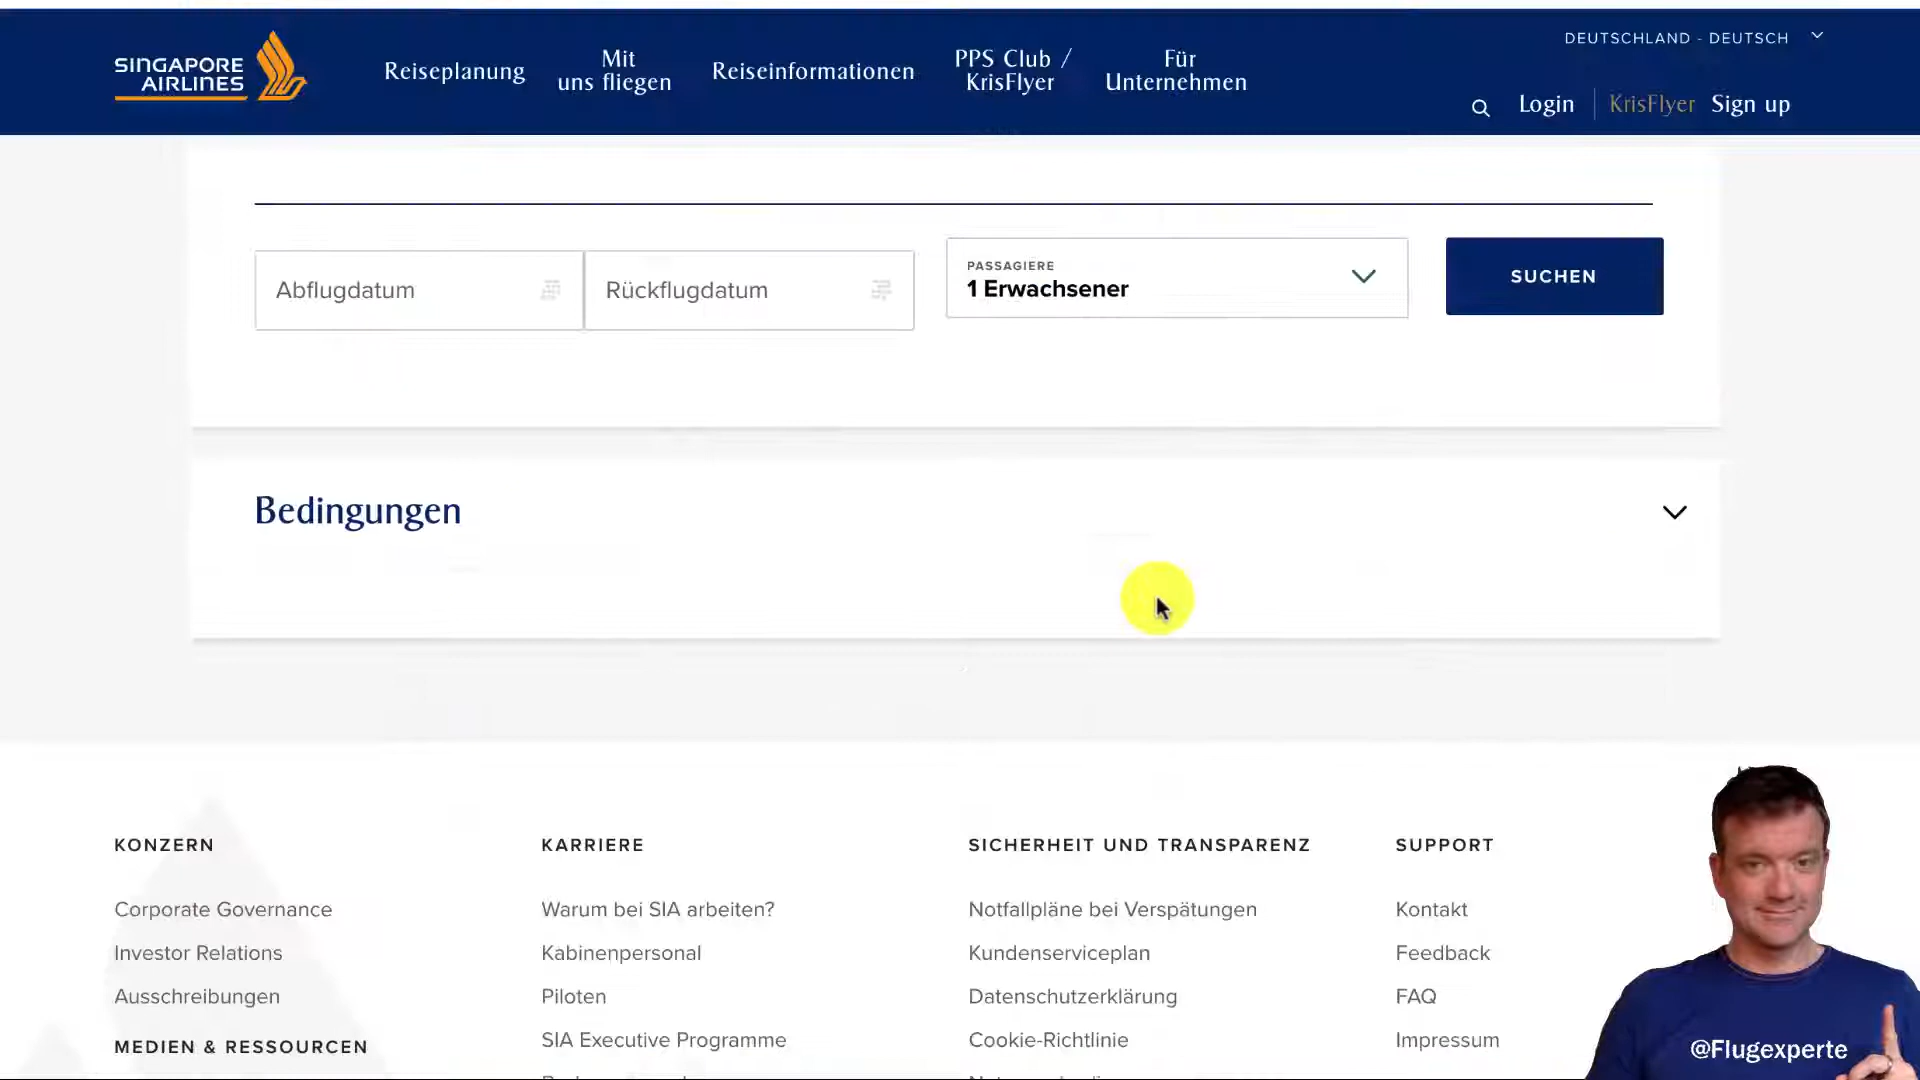 DEUTSCHLAND - DEUTSCH
SINGAPORE
AIRLINES
Reiseplanung
Mit
uns fliegen
Reiseinformationen
PPS Club /
KrisFlyer
Für
Unternehmen
Login
KrisFlyer Sign up
Abflugdatum
Rückflugdatum
PASSAGIERE
1 Erwachsener
SUCHEN
Bedingungen
KONZERN
Corporate Governance
Investor Relations
Ausschreibungen
MEDIEN & RESSOURCEN
KARRIERE
Warum bei SIA arbeiten?
Kabinenpersonal
Piloten
SIA Executive Programme
SICHERHEIT UND TRANSPARENZ
Notfallpläne bei Verspätungen
Kundenserviceplan
Datenschutzerklärung
Cookie-Richtlinie
SUPPORT
Kontakt
Feedback
FAQ
Impressum
@Flugexperte